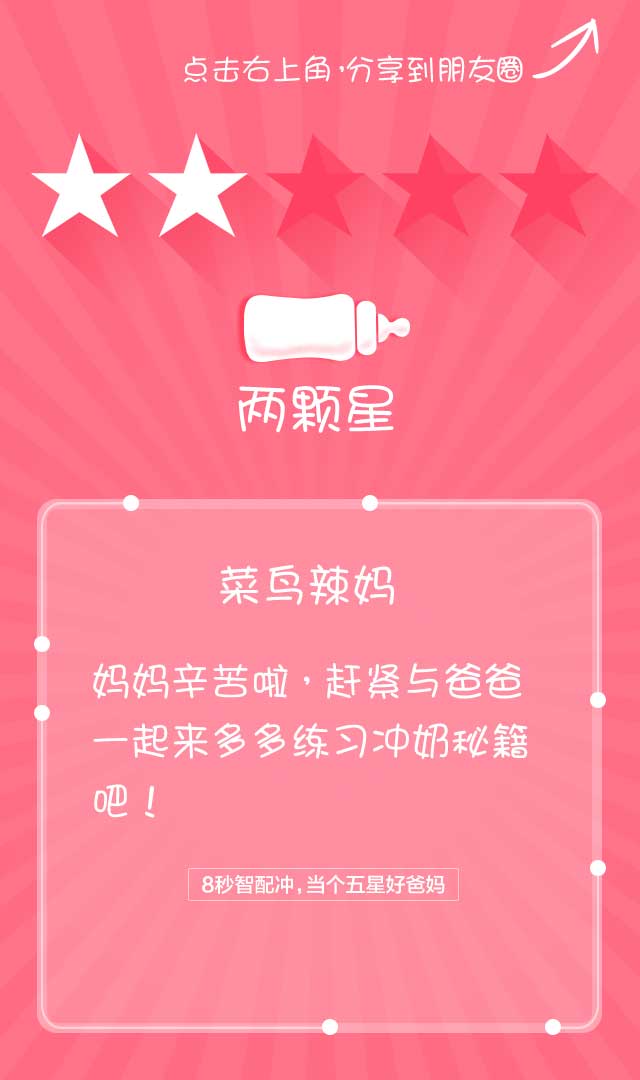 点击右上角，分享到朋友圈
两颗星
菜鸟辣妈
妈妈辛苦啦，赶紧与爸爸
一起来多多练习冲奶秘籍
吧！
8秒智配冲，当个五星好爸妈